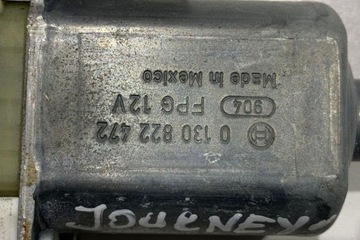 0 130 822 472
904 FPG 12V
Made in Mexico
JOURNEY